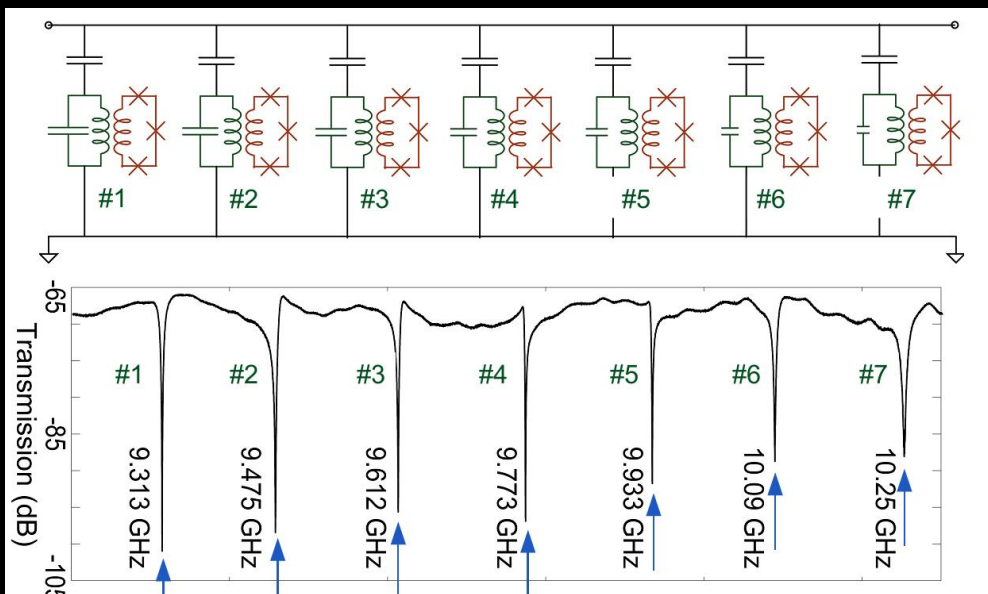 #1 #2 #3 #4 #5 #6 #7
Transmission (dB)
-65
-85
-105
#1 #2 #3 #4 #5 #6 #7
9.313 GHz
9.475 GHz
9.612 GHz
9.773 GHz
9.933 GHz
10.09 GHz
10.25 GHz